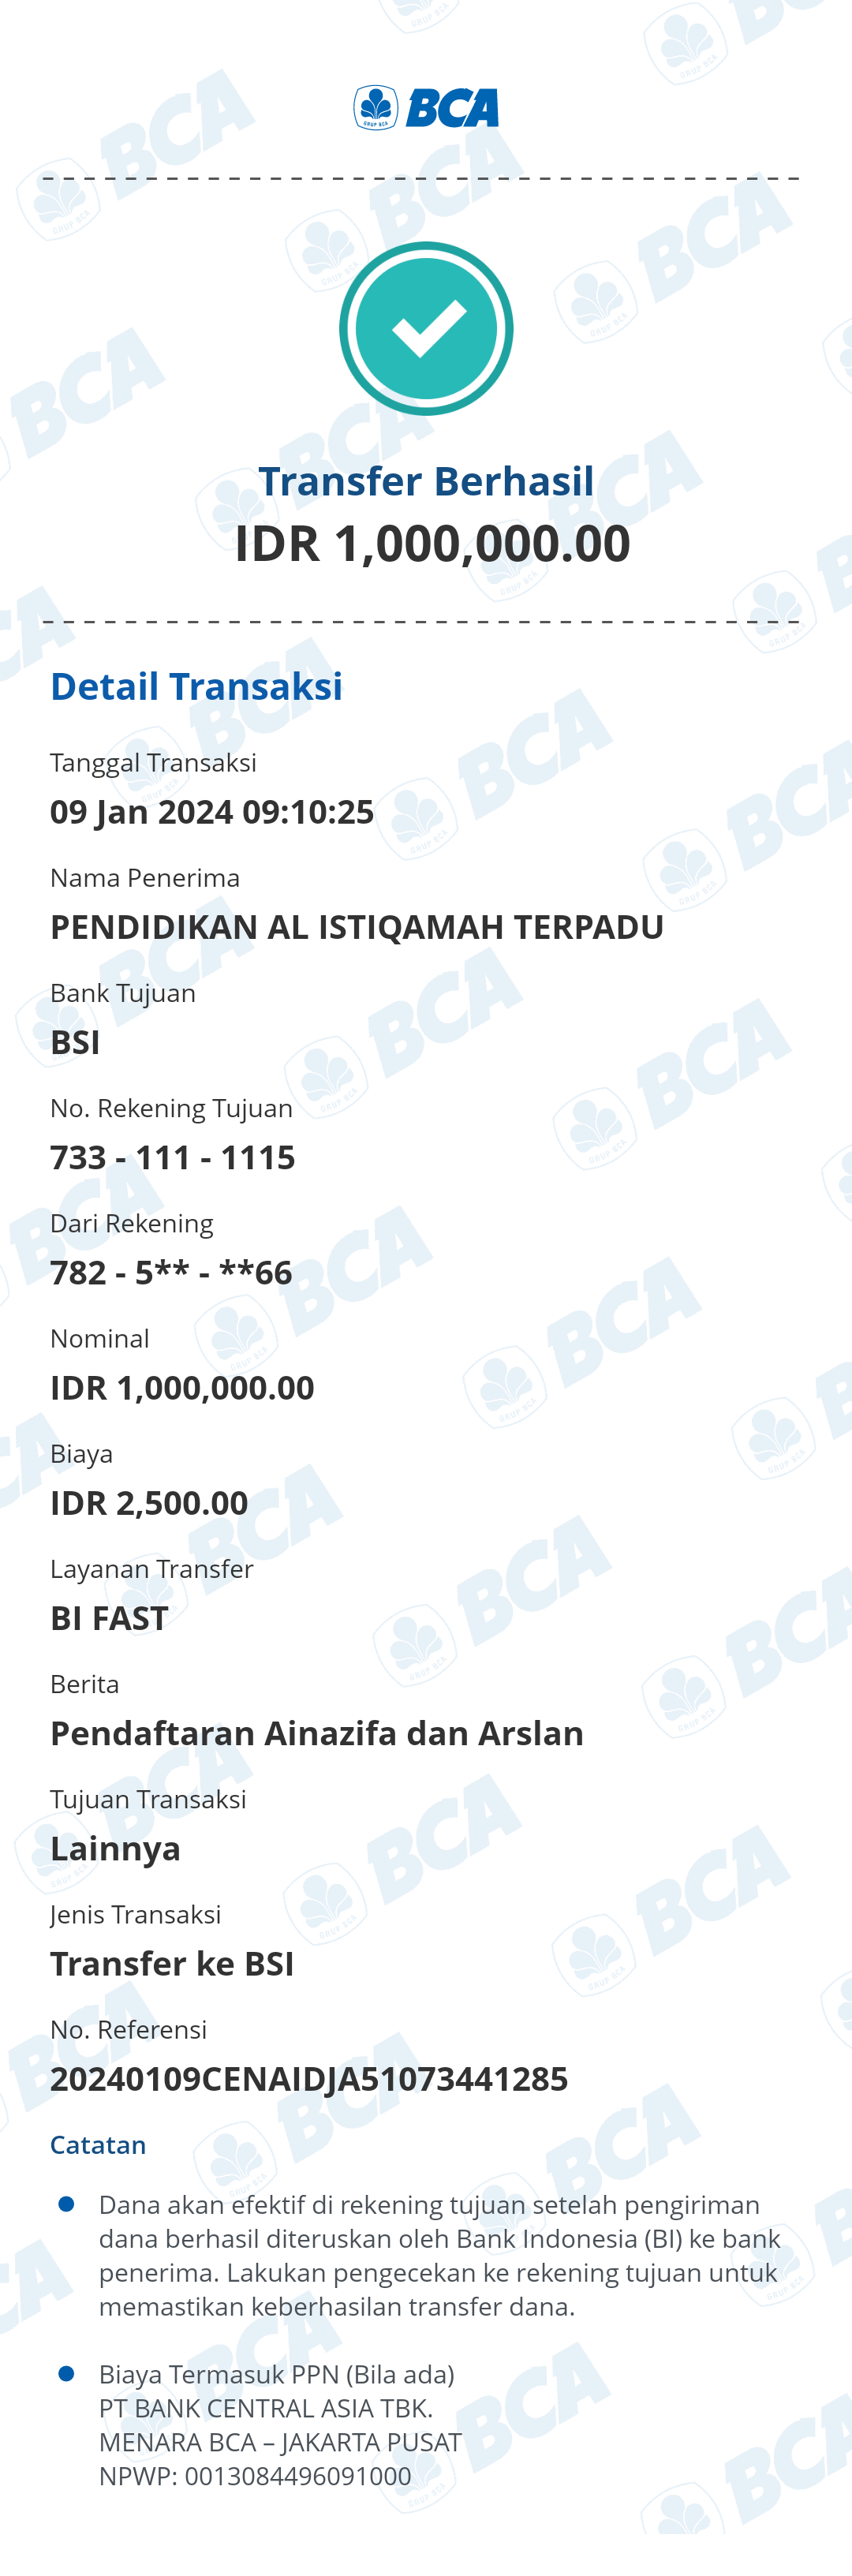 BCA
Transfer Berhasil
IDR 1,000,000.00
Detail Transaksi
Tanggal Transaksi
09 Jan 2024 09:10:25
Nama Penerima
PENDIDIKAN AL ISTIQAMAH TERPADU
Bank Tujuan
BSI
No. Rekening Tujuan
733 - 111 - 1115
Dari Rekening
782 - 5** - **66
Nominal
IDR 1,000,000.00
Biaya
IDR 2,500.00
Layanan Transfer
BI FAST
Berita
Pendaftaran Ainazifa dan Arslan
Tujuan Transaksi
Lainnya
Jenis Transaksi
Transfer ke BSI
No. Referensi
20240109CENAIDJA51073441285
Catatan
Dana akan efektif di rekening tujuan setelah pengiriman
dana berhasil diteruskan oleh Bank Indonesia (BI) ke bank
penerima. Lakukan pengecekan ke rekening tujuan untuk
memastikan keberhasilan transfer dana.
Biaya Termasuk PPN (Bila ada)
PT BANK CENTRAL ASIA TBK.
MENARA BCA – JAKARTA PUSAT
NPWP: 0013084496091000